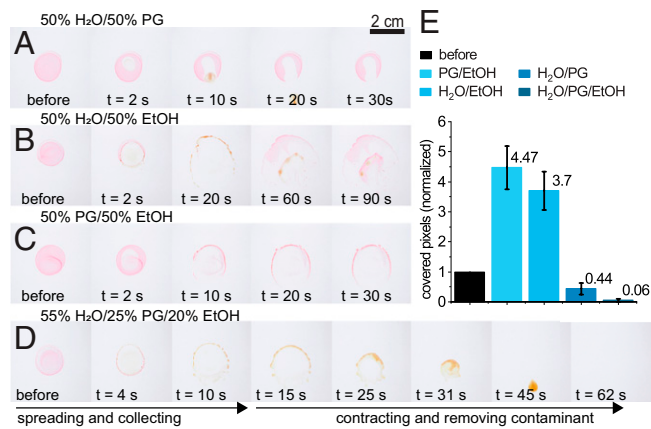 50% H₂O/50% PG
2 cm
E
A
before
t = 2 s
t = 10 s
t = 20 s
t = 30s
50% H₂O/50% EtOH
B
before
t = 2 s
t = 20 s
t = 60 s
t = 90 s
50% PG/50% EtOH
C
before
t = 2 s
t = 10 s
t = 20 s
t = 30 s
55% H₂O/25% PG/20% EtOH
D
before
t = 4 s
t = 10 s
t = 15 s
t = 25 s
t = 31 s
t = 45 s
t = 62 s
spreading and collecting
contracting and removing contaminant
before
PG/EtOH
H₂O/PG
H₂O/EtOH
H₂O/PG/EtOH
covered pixels (normalized)
6
5
4
3
2
1
0
4.47
3.7
0.44
0.06